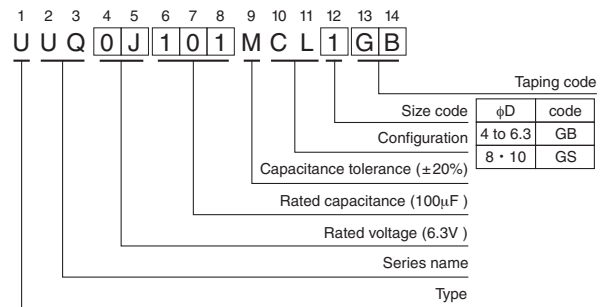 1 2 3 4 5 6 7 8 9 10 11 12 13 14
U U Q 0 J 1 0 1 M C L 1 G B
Taping code
Size code
φD code
4 to 6.3 GB
8 • 10 GS
Configuration
Capacitance tolerance (±20%)
Rated capacitance (100μF )
Rated voltage (6.3V )
Series name
Type